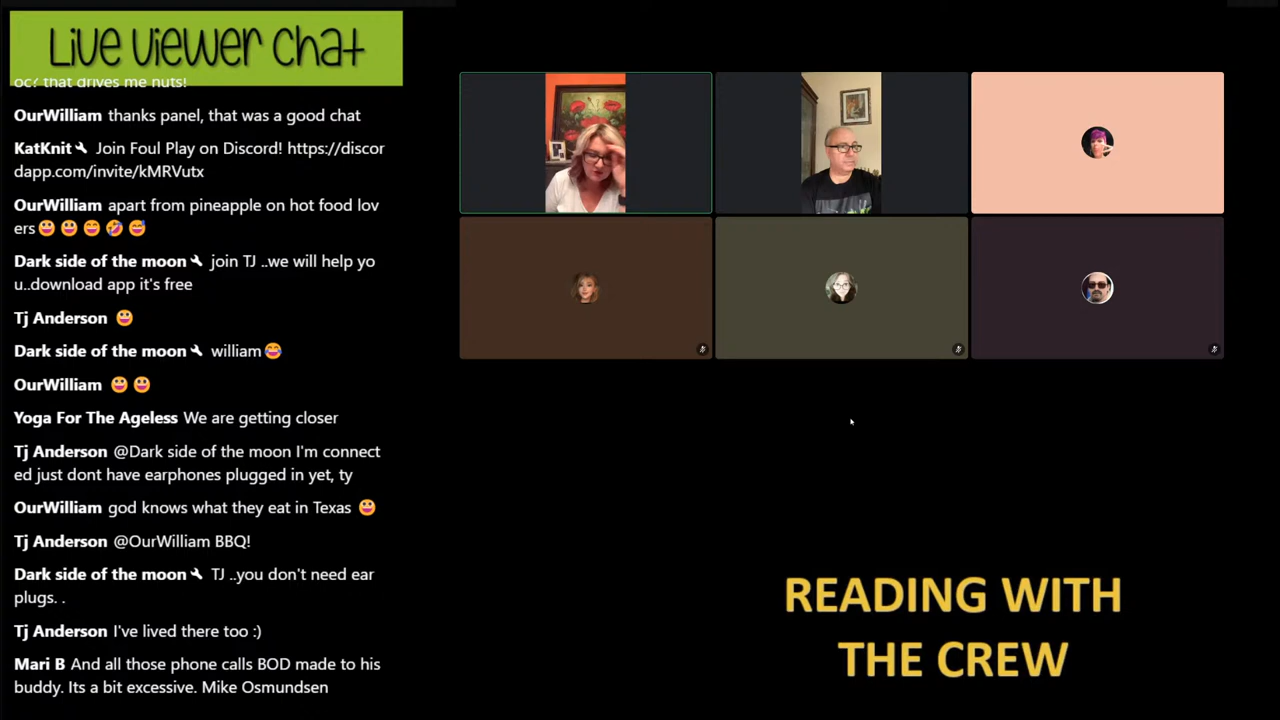 Live Viewer Chat
oc? that drives me nuts!
OurWilliam thanks panel, that was a good chat
KatKnit Join Foul Play on Discord! https://discor
dapp.com/invite/kMRVutx
OurWilliam apart from pineapple on hot food lov
ers😀😃😄🤣😅
Dark side of the moon join TJ ..we will help yo
u..download app it's free
Tj Anderson 😀
Dark side of the moon william😂
OurWilliam 😀😀
Yoga For The Ageless We are getting closer
Tj Anderson @Dark side of the moon I'm connect
ed just dont have earphones plugged in yet, ty
OurWilliam god knows what they eat in Texas 😀
Tj Anderson @OurWilliam BBQ!
Dark side of the moon TJ ..you don't need ear
plugs. .
Tj Anderson I've lived there too :)
Mari B And all those phone calls BOD made to his
buddy. Its a bit excessive. Mike Osmundsen
READING WITH
THE CREW